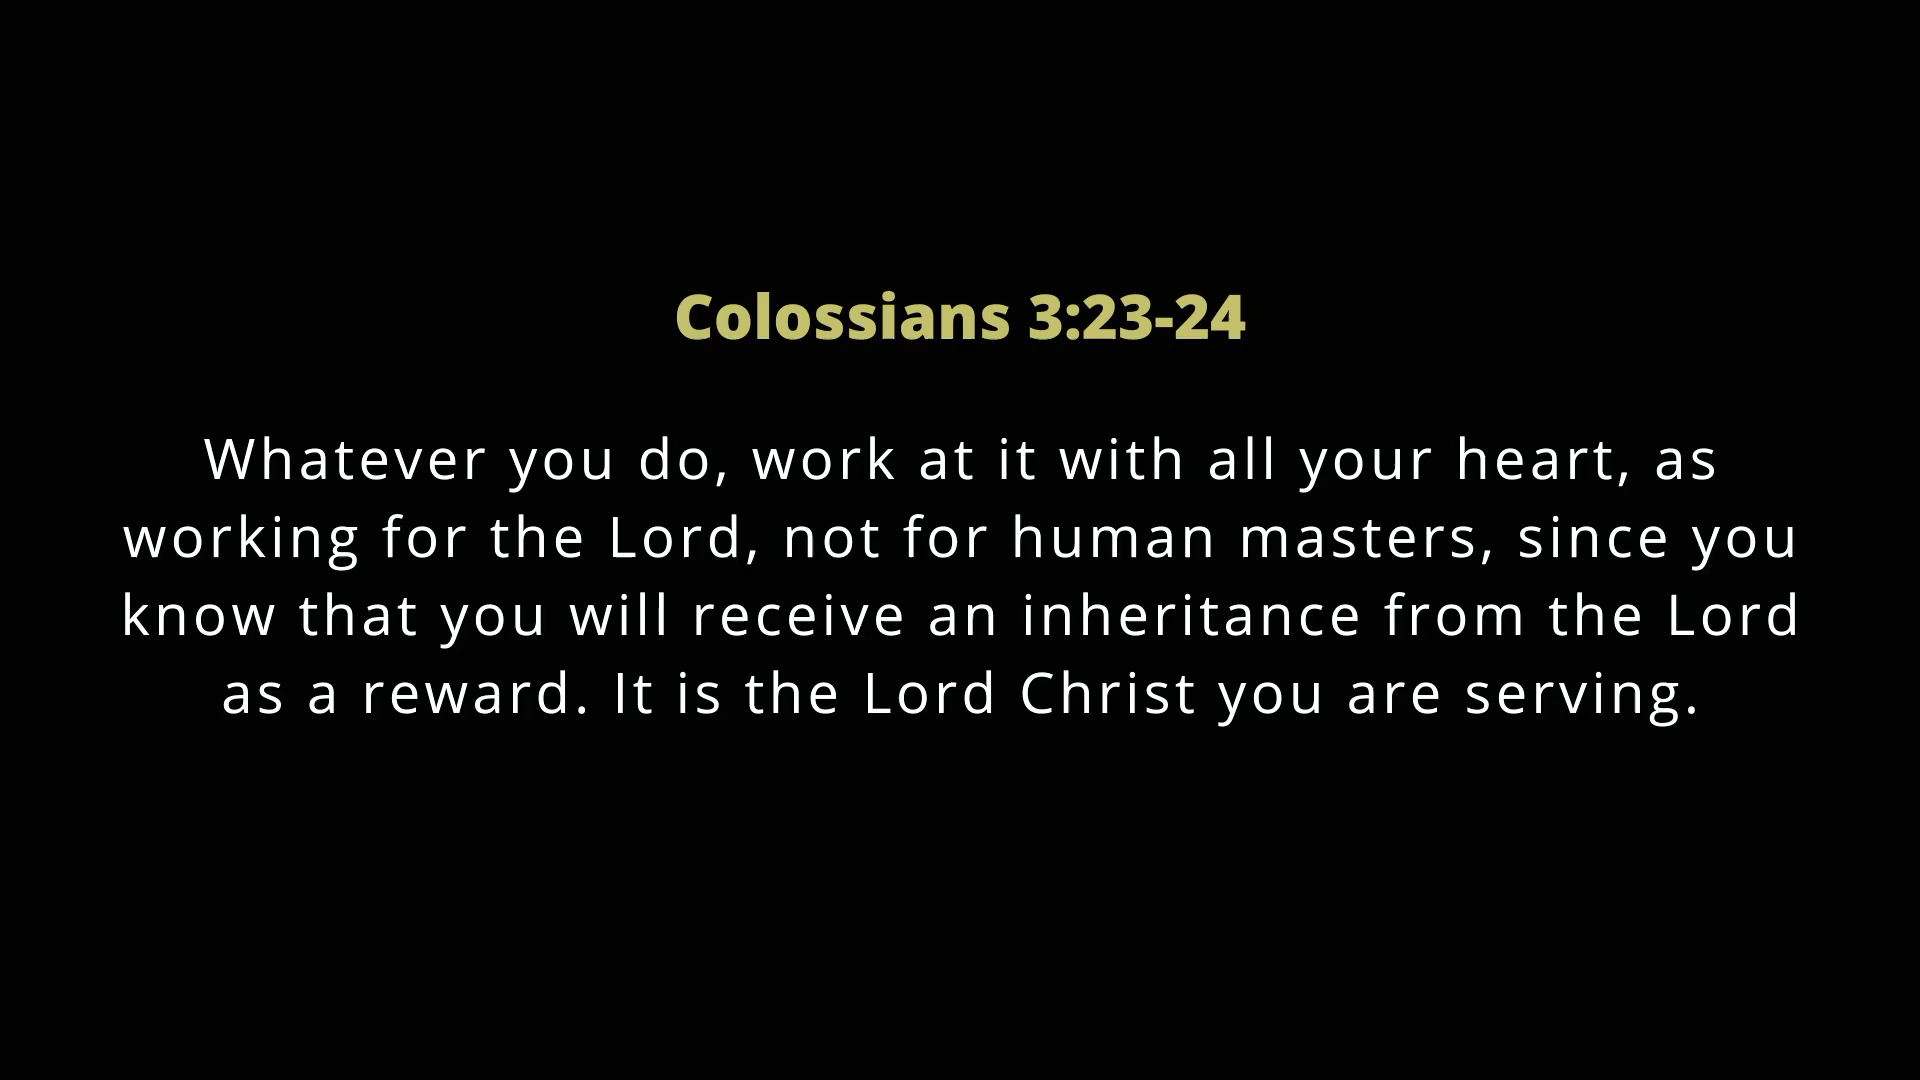 Colossians 3:23-24
Whatever you do, work at it with all your heart, as
working for the Lord, not for human masters, since you
know that you will receive an inheritance from the Lord
as a reward. It is the Lord Christ you are serving.